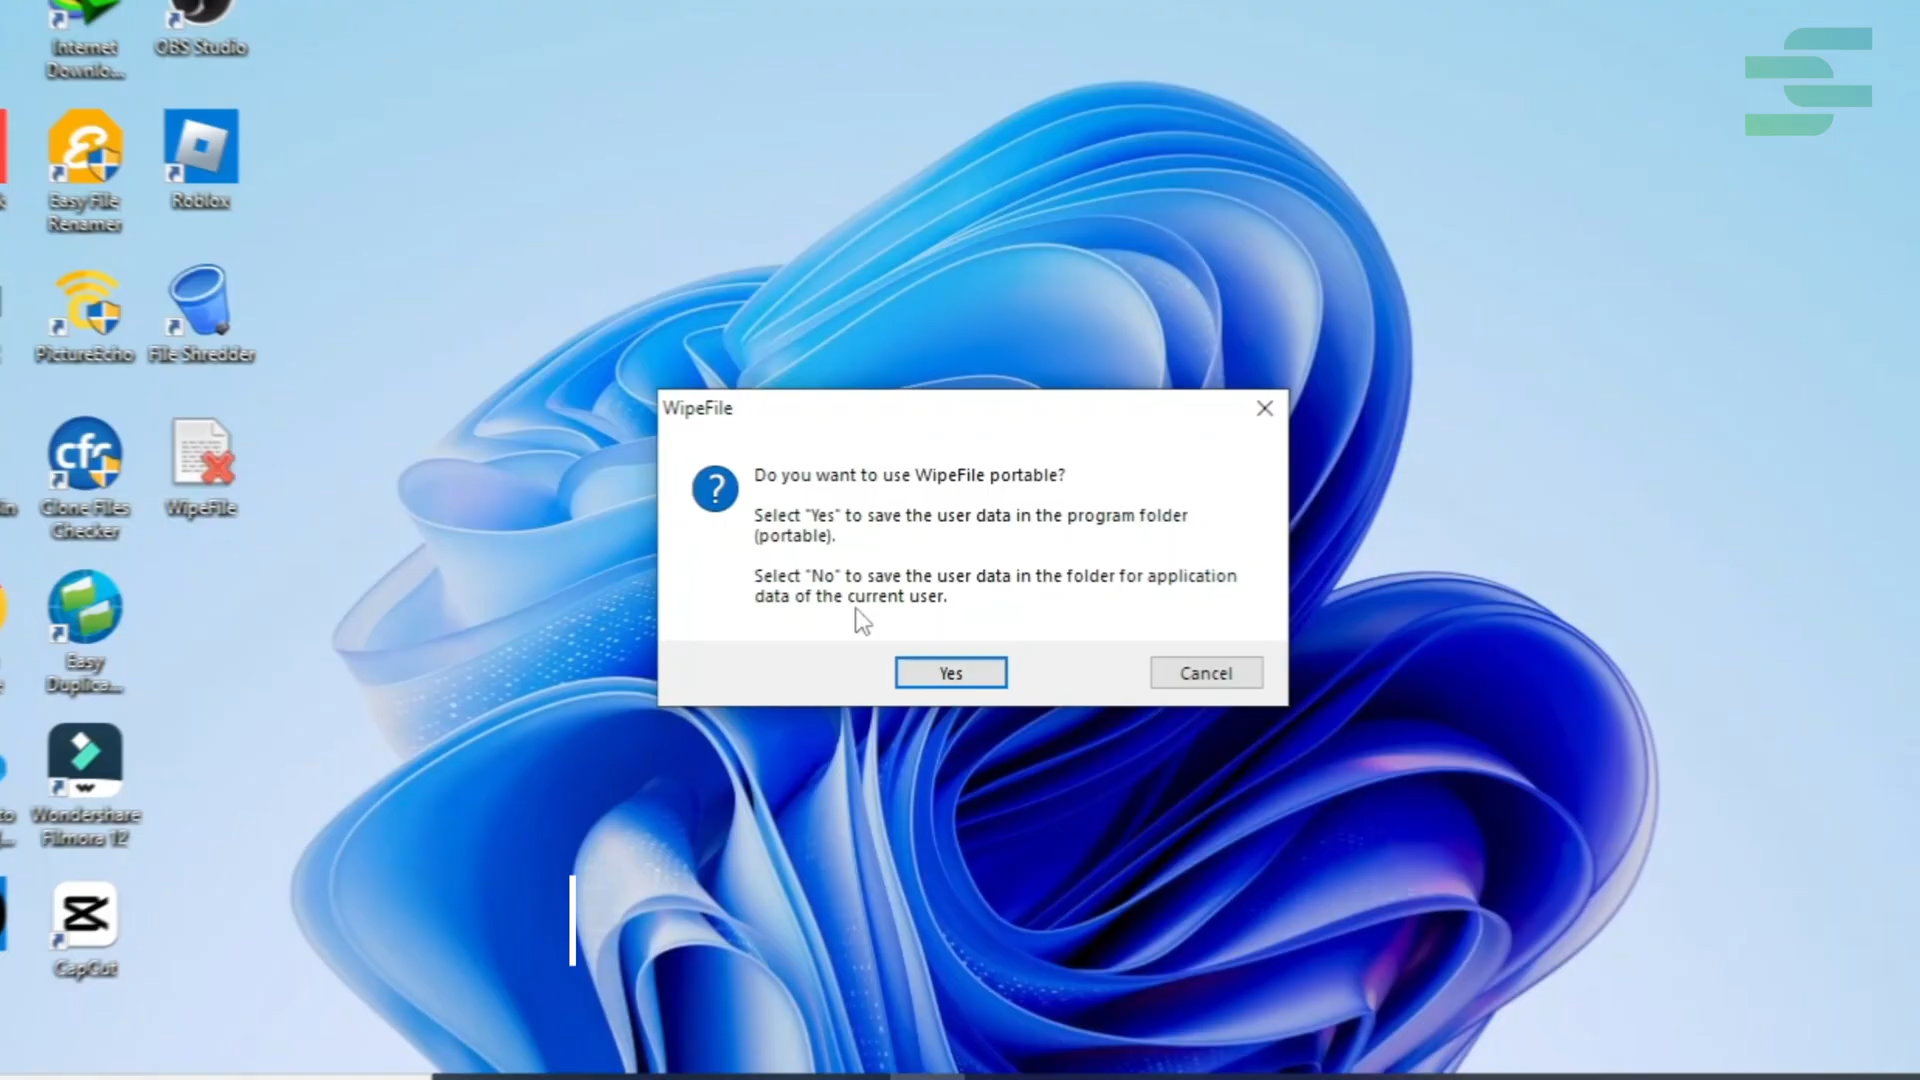 Internet
Downlo...
OBS Studio
Easy File
Renamer
Roblox
PictureEcho
File Shredder
cfc
Clone Files
Checker
WipeFile
Easy
Duplica...
Wondershare
Filmora 12
CapCut
WipeFile
Do you want to use WipeFile portable?
Select "Yes" to save the user data in the program folder
(portable).
Select "No" to save the user data in the folder for application
data of the current user.
Yes
Cancel